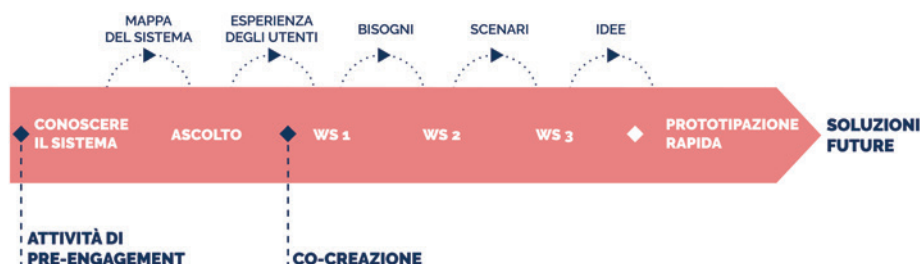 MAPPA
DEL SISTEMA
ESPERIENZA
DEGLI UTENTI
BISOGNI
SCENARI
IDEE
CONOSCERE
IL SISTEMA
ASCOLTO
WS 1
WS 2
WS 3
PROTOTIPAZIONE
RAPIDA
SOLUZIONI
FUTURE
ATTIVITÀ DI
PRE-ENGAGEMENT
CO-CREAZIONE